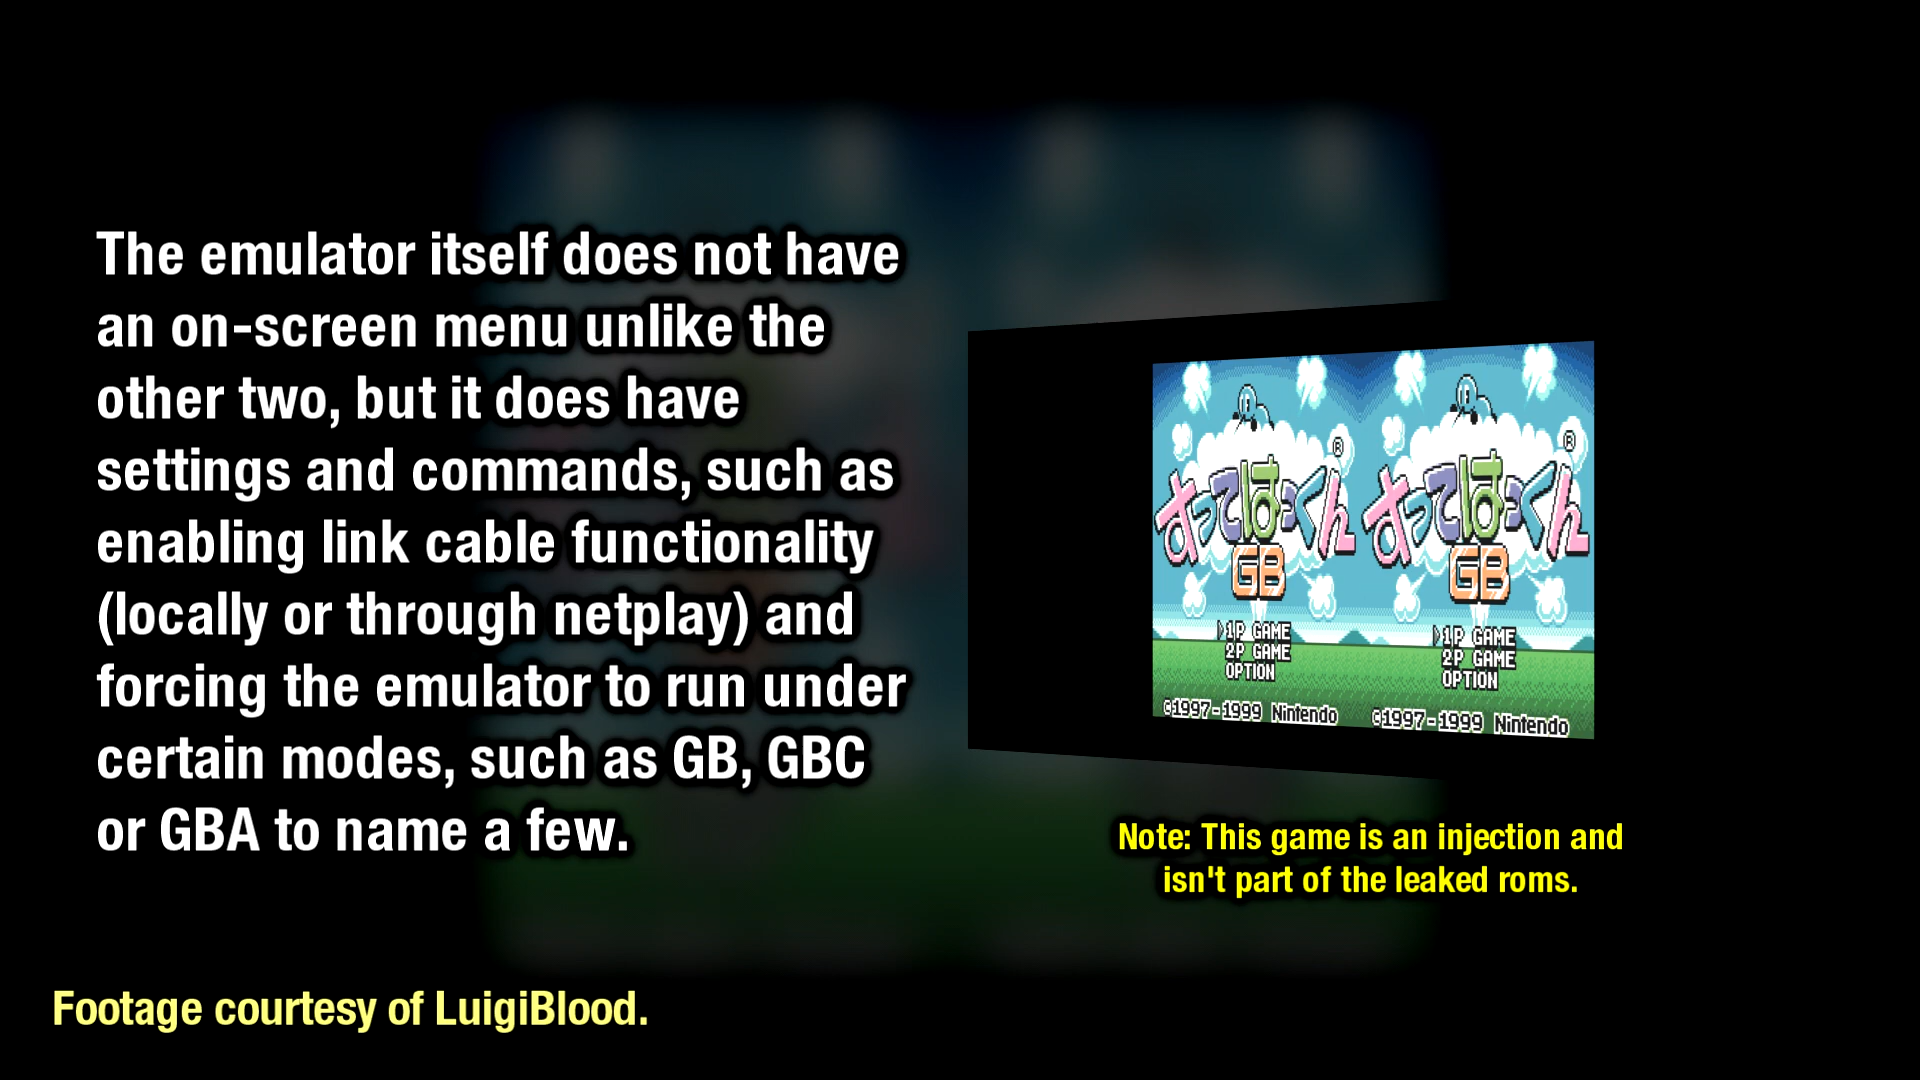 The emulator itself does not have
an on-screen menu unlike the
other two, but it does have
settings and commands, such as
enabling link cable functionality
(locally or through netplay) and
forcing the emulator to run under
certain modes, such as GB, GBC
or GBA to name a few.
® ®
すってはっくん すってはっくん
GB GB
1P GAME 1P GAME
2P GAME 2P GAME
OPTION OPTION
©1997-1999 Nintendo ©1997-1999 Nintendo
Note: This game is an injection and
isn't part of the leaked roms.
Footage courtesy of LuigiBlood.